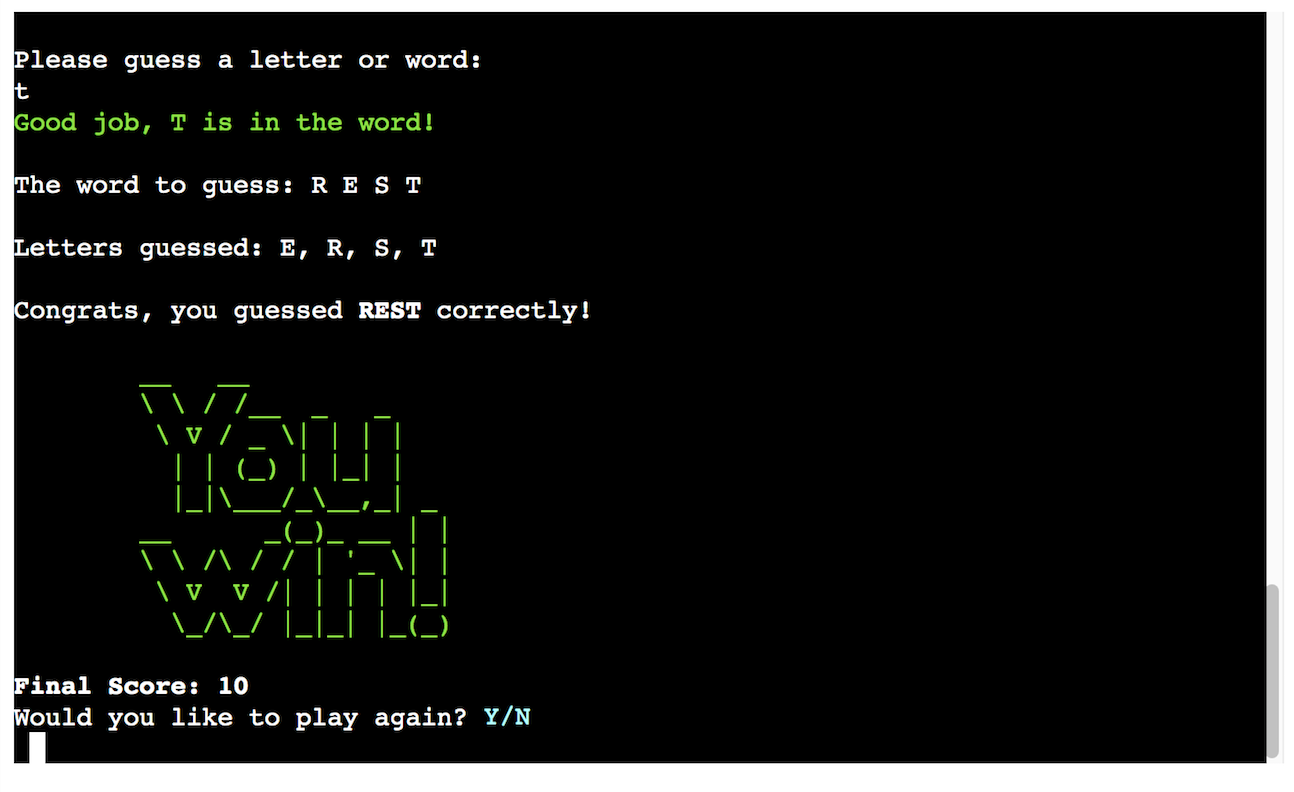 Please guess a letter or word:
t
Good job, T is in the word!
The word to guess: R E S T
Letters guessed: E, R, S, T
Congrats, you guessed REST correctly!
You
win!
Final Score: 10
Would you like to play again? Y/N